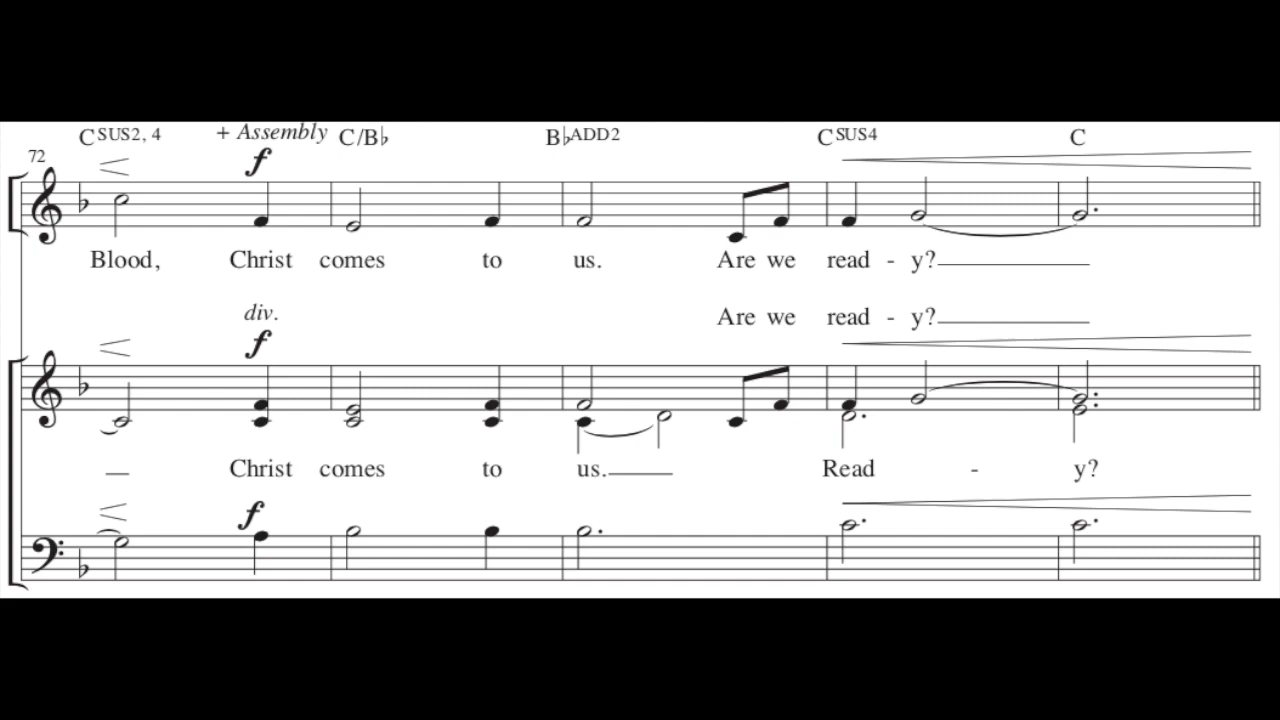 CSUS2, 4 + Assembly C/B♭ B♭ADD2 CSUS4 C
72 f
Blood, Christ comes to us. Are we read - y?
div. Are we read - y?
f
Christ comes to us. Read - y?
f